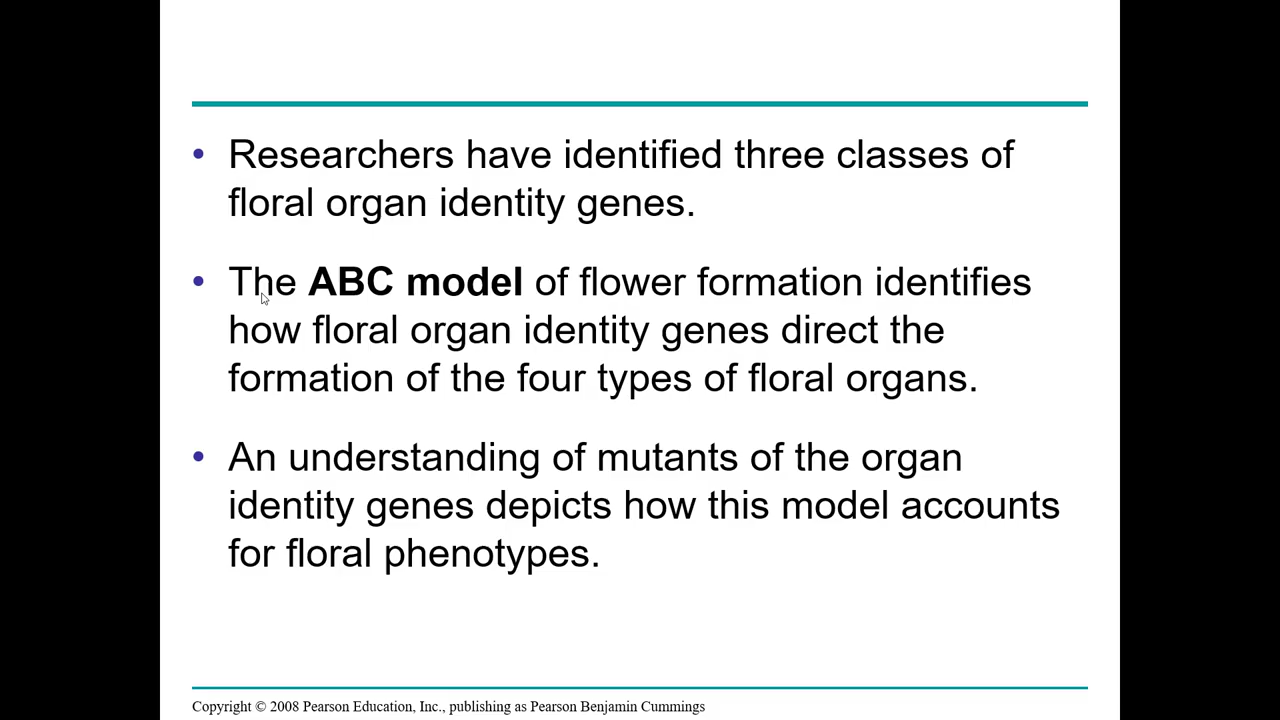 • Researchers have identified three classes of
floral organ identity genes.
• The ABC model of flower formation identifies
how floral organ identity genes direct the
formation of the four types of floral organs.
• An understanding of mutants of the organ
identity genes depicts how this model accounts
for floral phenotypes.
Copyright © 2008 Pearson Education, Inc., publishing as Pearson Benjamin Cummings